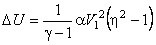 ΔU = 1/(γ − 1) αV₁²(η² − 1)